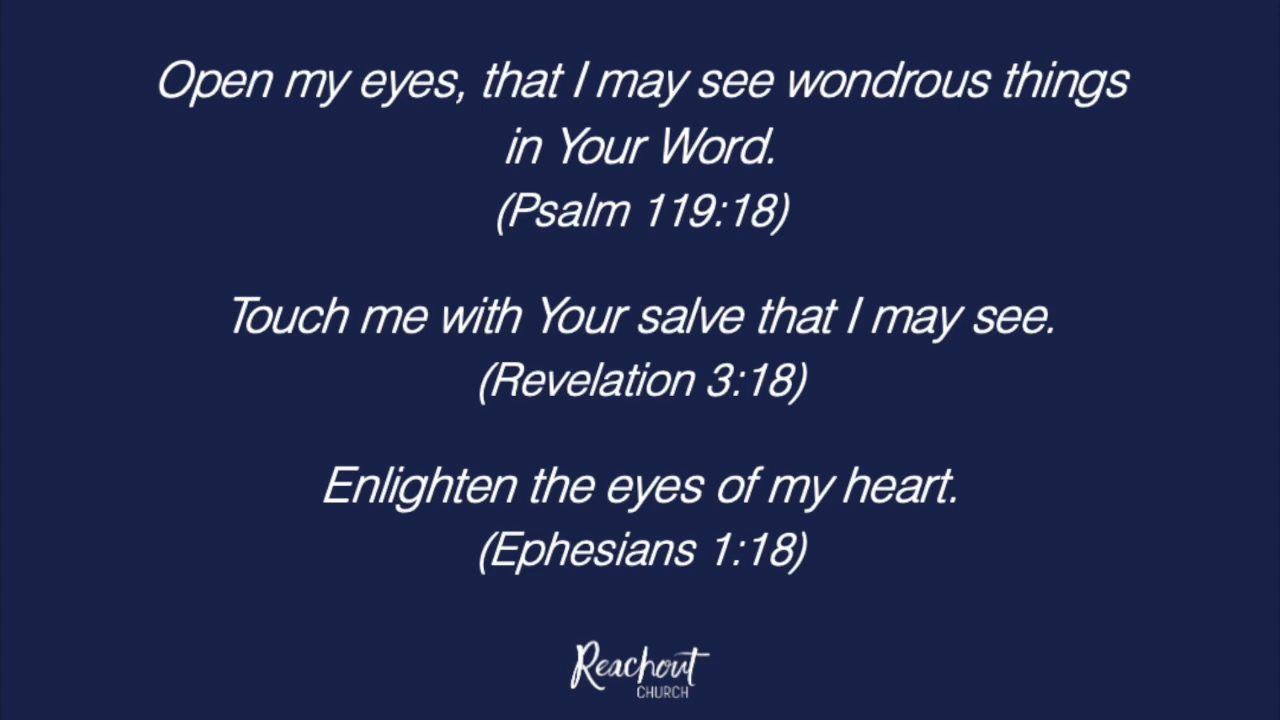 Open my eyes, that I may see wondrous things
in Your Word.
(Psalm 119:18)
Touch me with Your salve that I may see.
(Revelation 3:18)
Enlighten the eyes of my heart.
(Ephesians 1:18)
Reachout
CHURCH